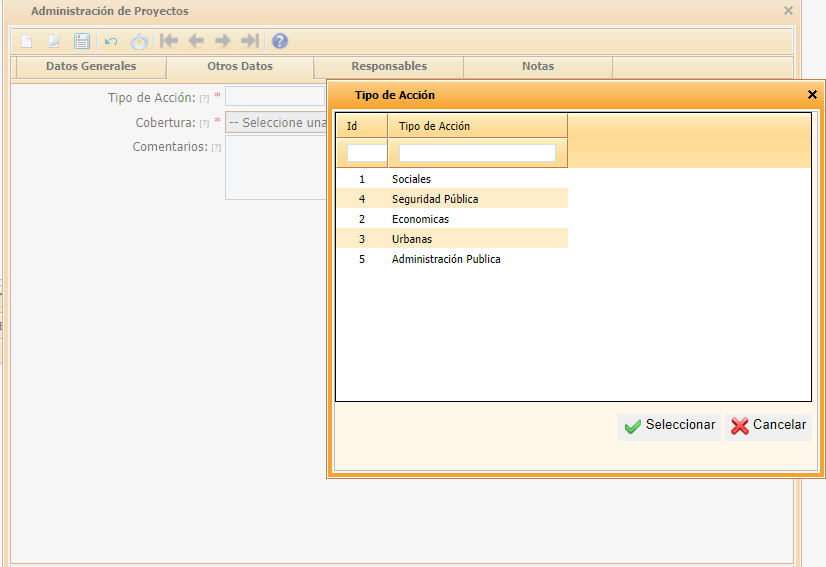 Administración de Proyectos
Datos Generales Otros Datos Responsables Notas
Tipo de Acción: [?] *
Cobertura: [?] * -- Seleccione una
Comentarios: [?]
Tipo de Acción
Id Tipo de Acción
1 Sociales
4 Seguridad Pública
2 Economicas
3 Urbanas
5 Administración Publica
Seleccionar Cancelar